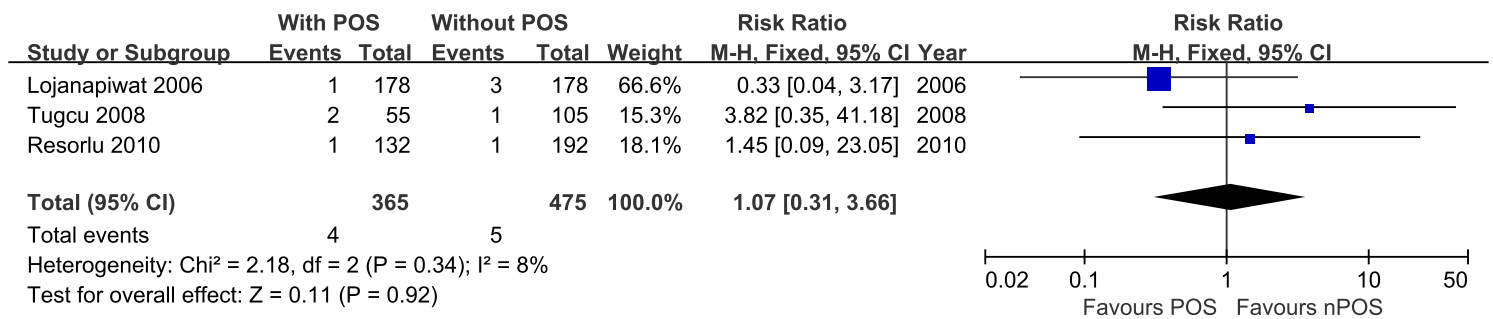 With POS Without POS Risk Ratio Risk Ratio
Study or Subgroup Events Total Events Total Weight M-H, Fixed, 95% CI Year M-H, Fixed, 95% CI
Lojanapiwat 2006 1 178 3 178 66.6% 0.33 [0.04, 3.17] 2006
Tugcu 2008 2 55 1 105 15.3% 3.82 [0.35, 41.18] 2008
Resorlu 2010 1 132 1 192 18.1% 1.45 [0.09, 23.05] 2010
Total (95% CI) 365 475 100.0% 1.07 [0.31, 3.66]
Total events 4 5
Heterogeneity: Chi² = 2.18, df = 2 (P = 0.34); I² = 8%
Test for overall effect: Z = 0.11 (P = 0.92)
0.02 0.1 1 10 50
Favours POS Favours nPOS